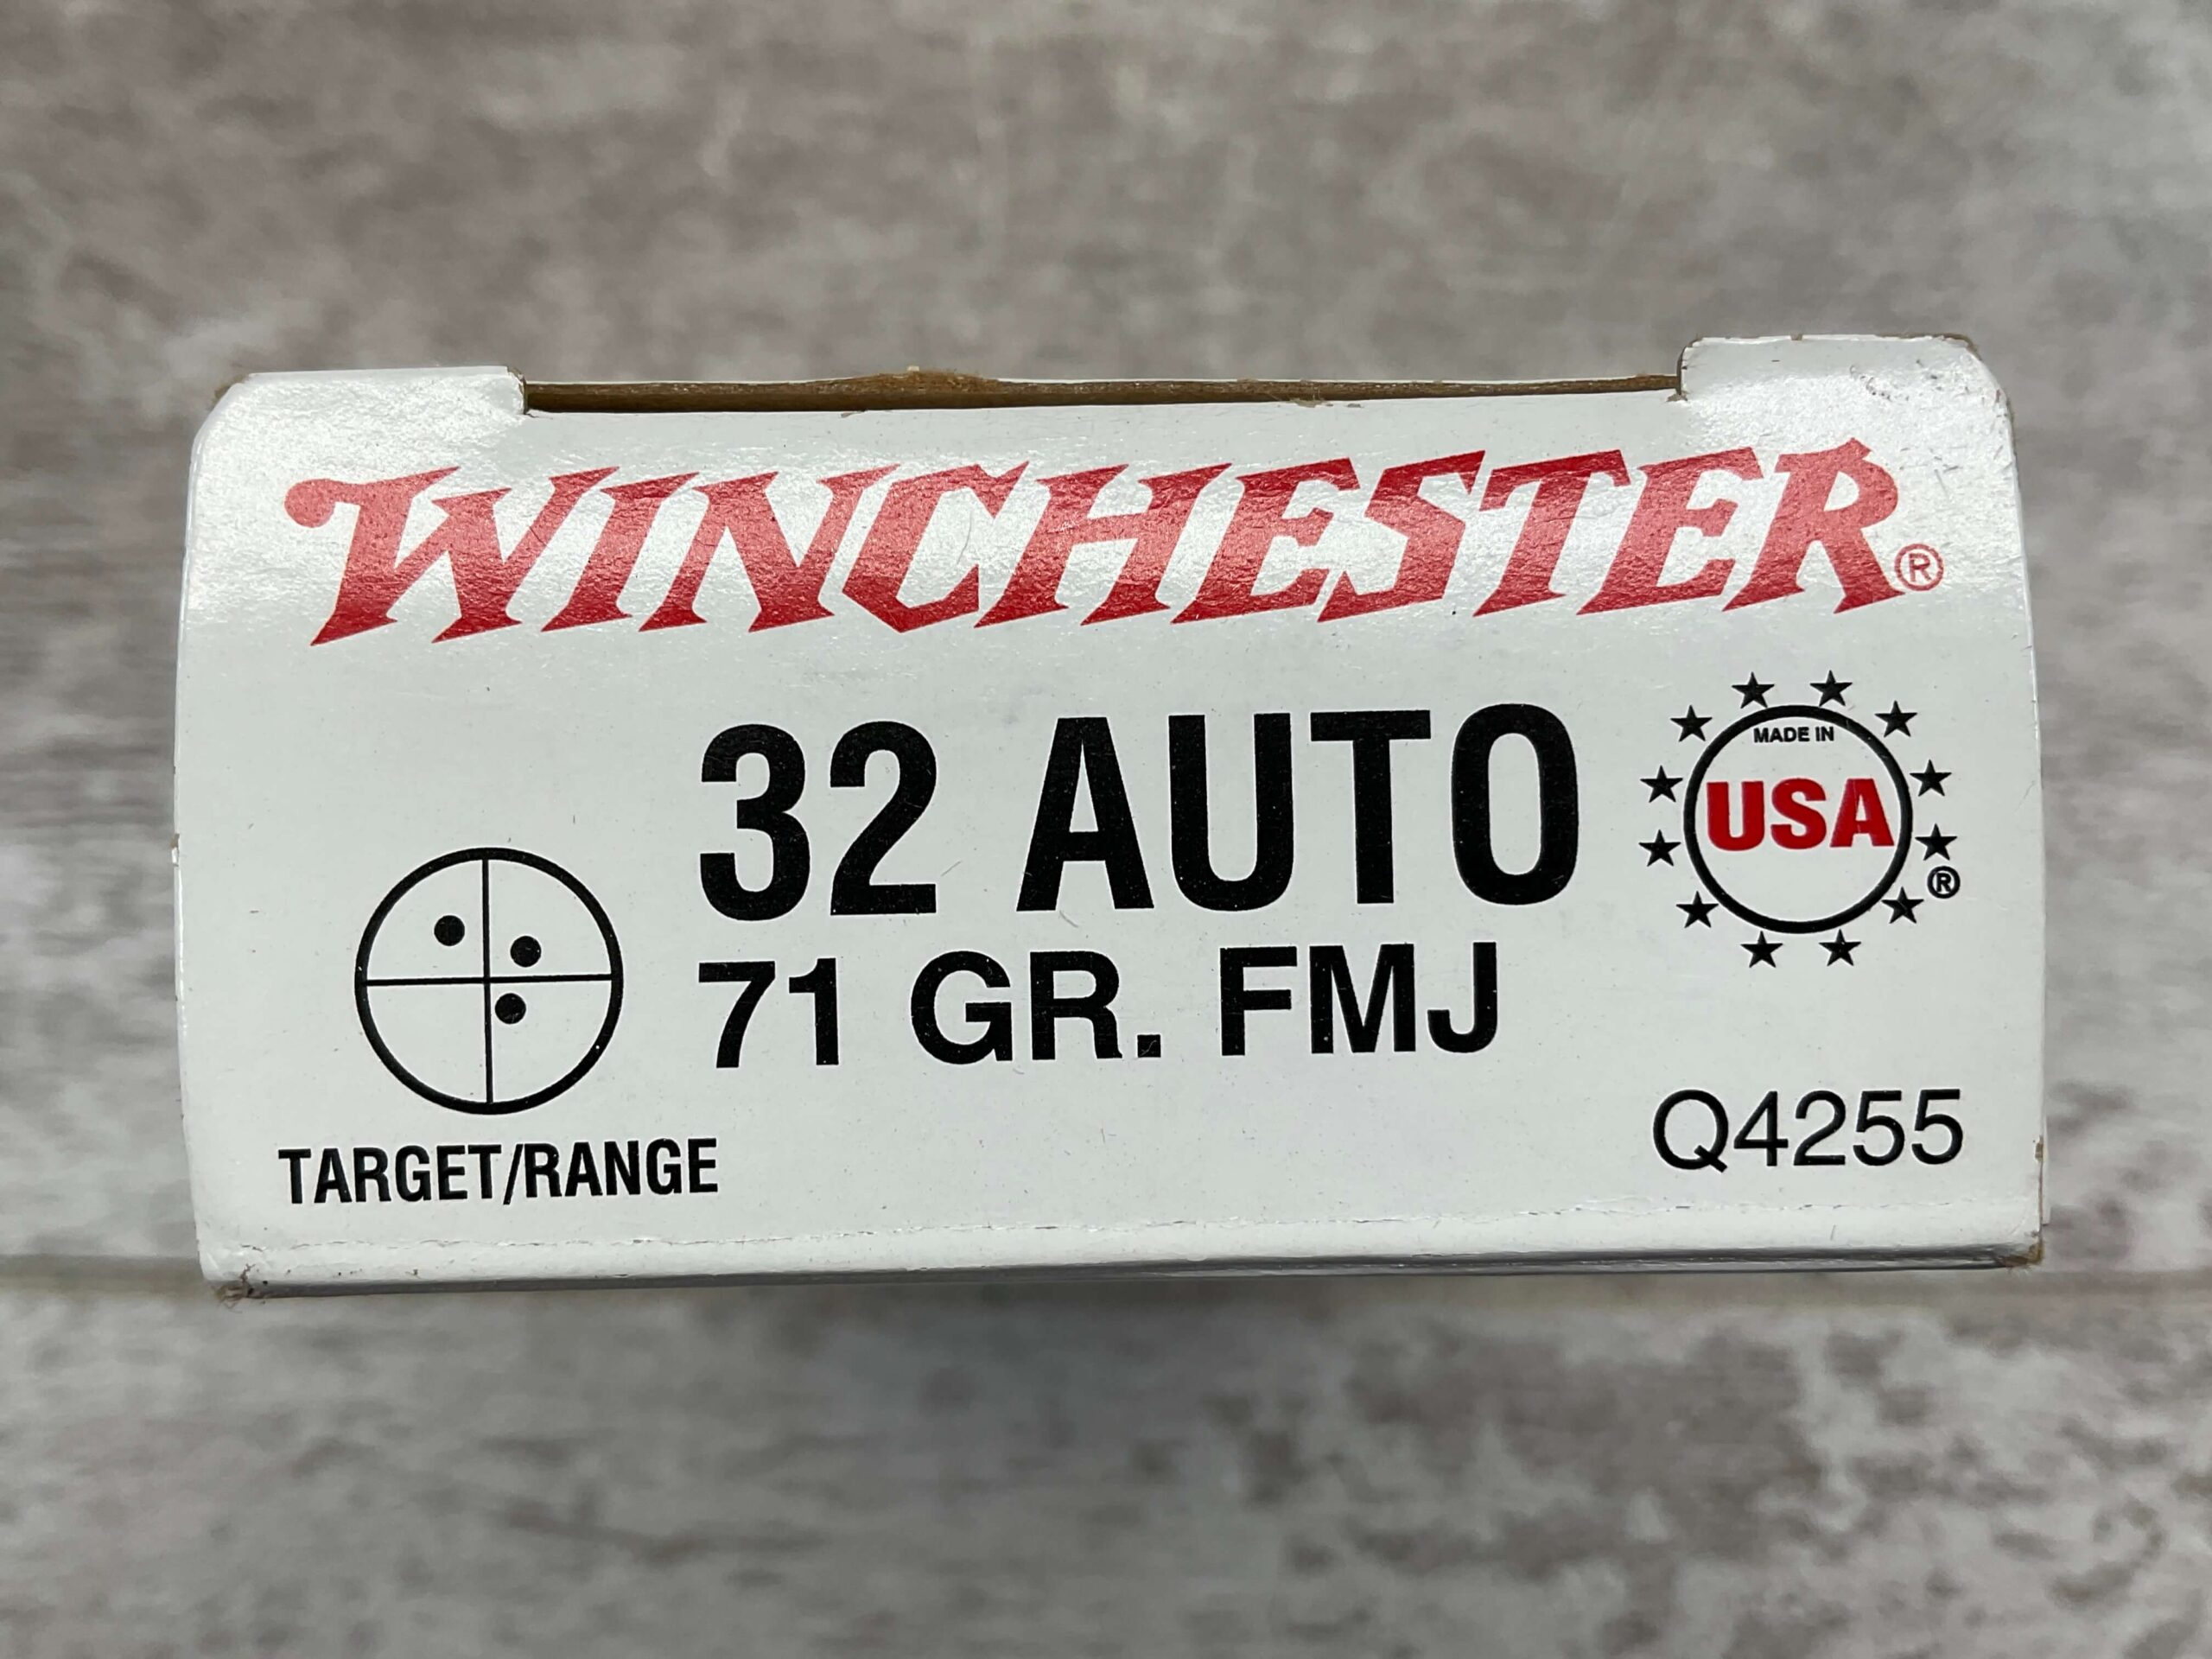 WINCHESTER®
32 AUTO
71 GR. FMJ
MADE IN
USA
®
TARGET/RANGE
Q4255